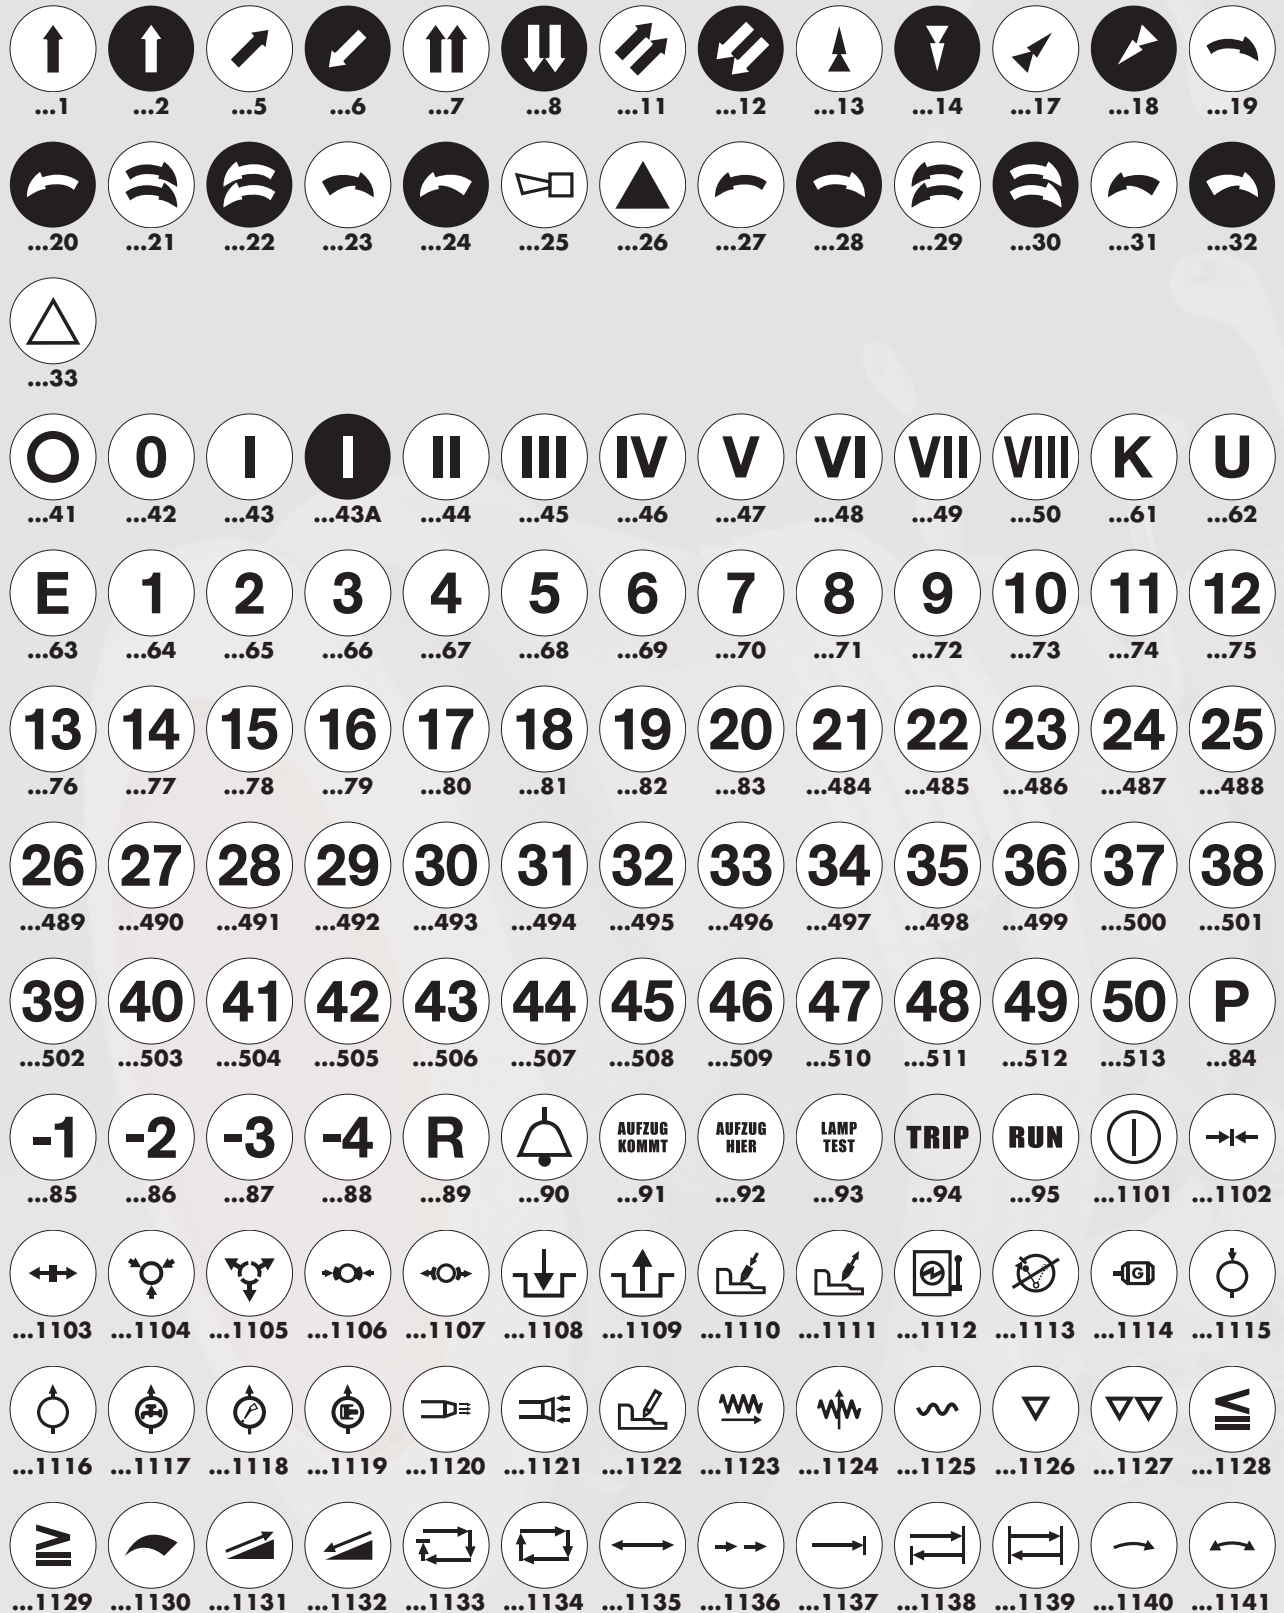 ...1 ...2 ...5 ...6 ...7 ...8 ...11 ...12 ...13 ...14 ...17 ...18 ...19
...20 ...21 ...22 ...23 ...24 ...25 ...26 ...27 ...28 ...29 ...30 ...31 ...32
...33
O 0 I I II III IV V VI VII VIII K U
...41 ...42 ...43 ...43A ...44 ...45 ...46 ...47 ...48 ...49 ...50 ...61 ...62
E 1 2 3 4 5 6 7 8 9 10 11 12
...63 ...64 ...65 ...66 ...67 ...68 ...69 ...70 ...71 ...72 ...73 ...74 ...75
13 14 15 16 17 18 19 20 21 22 23 24 25
...76 ...77 ...78 ...79 ...80 ...81 ...82 ...83 ...484 ...485 ...486 ...487 ...488
26 27 28 29 30 31 32 33 34 35 36 37 38
...489 ...490 ...491 ...492 ...493 ...494 ...495 ...496 ...497 ...498 ...499 ...500 ...501
39 40 41 42 43 44 45 46 47 48 49 50 P
...502 ...503 ...504 ...505 ...506 ...507 ...508 ...509 ...510 ...511 ...512 ...513 ...84
-1 -2 -3 -4 R AUFZUG KOMMT AUFZUG HIER LAMP TEST TRIP RUN
...85 ...86 ...87 ...88 ...89 ...90 ...91 ...92 ...93 ...94 ...95 ...1101 ...1102
G
...1103 ...1104 ...1105 ...1106 ...1107 ...1108 ...1109 ...1110 ...1111 ...1112 ...1113 ...1114 ...1115
...1116 ...1117 ...1118 ...1119 ...1120 ...1121 ...1122 ...1123 ...1124 ...1125 ...1126 ...1127 ...1128
...1129 ...1130 ...1131 ...1132 ...1133 ...1134 ...1135 ...1136 ...1137 ...1138 ...1139 ...1140 ...1141